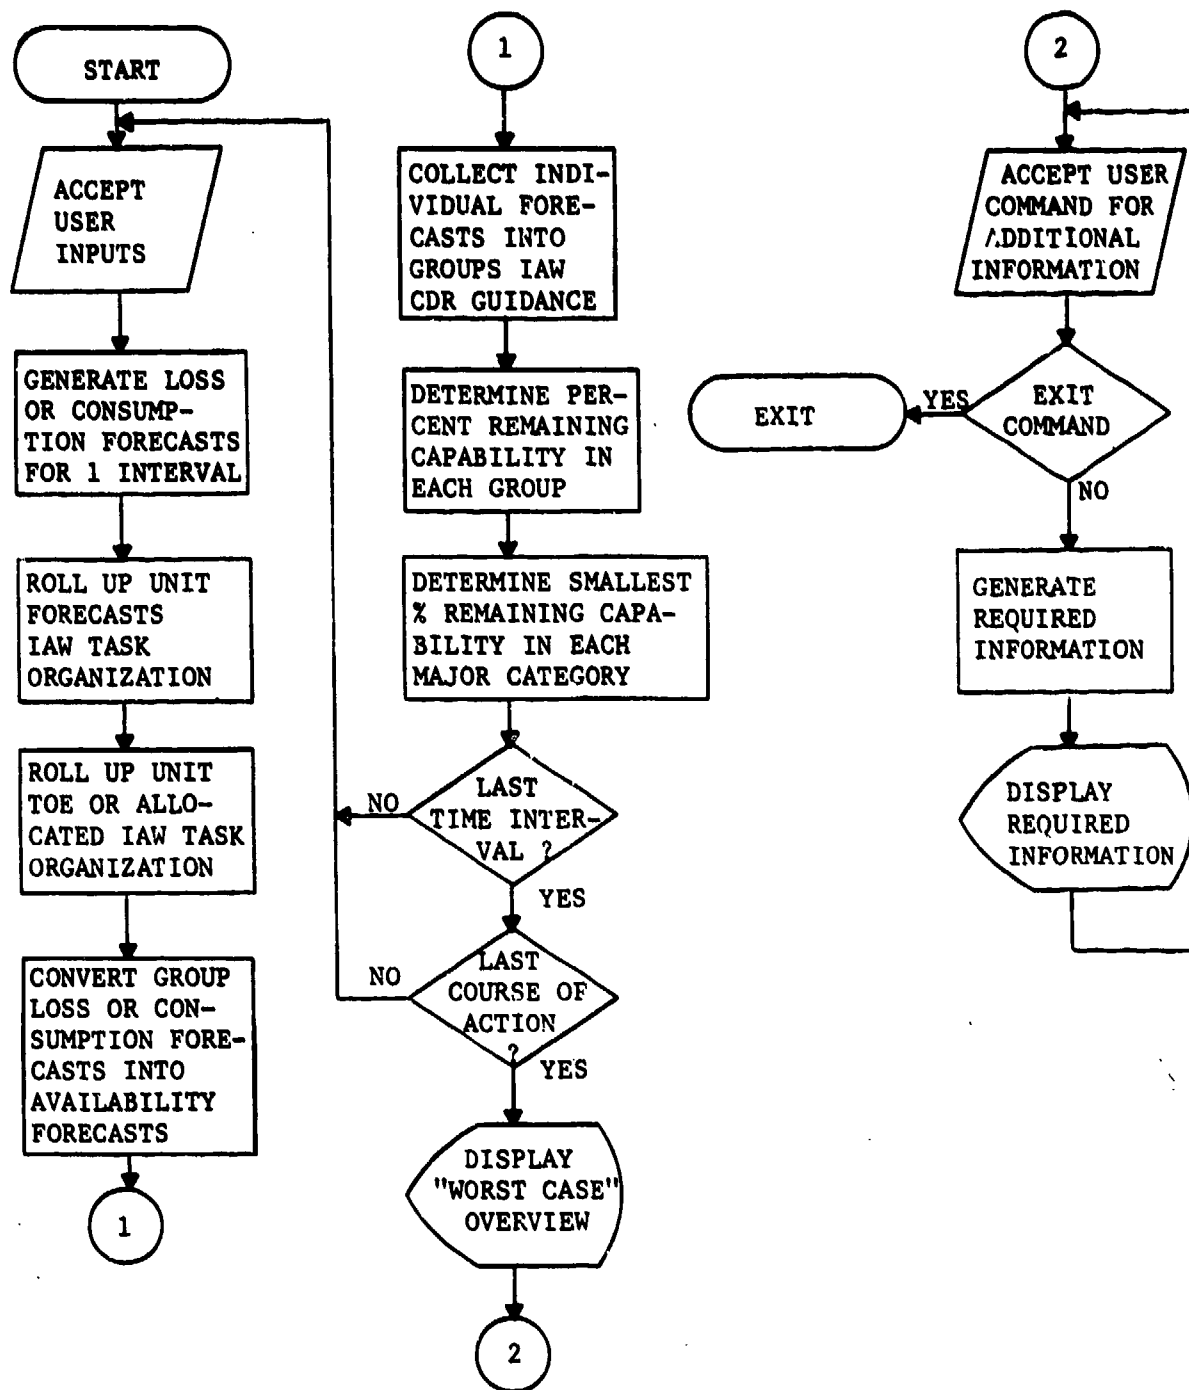 START
ACCEPT
USER
INPUTS
GENERATE LOSS
OR CONSUMP-
TION FORECASTS
FOR 1 INTERVAL
ROLL UP UNIT
FORECASTS
IAW TASK
ORGANIZATION
ROLL UP UNIT
TOE OR ALLO-
CATED IAW TASK
ORGANIZATION
CONVERT GROUP
LOSS OR CON-
SUMPTION FORE-
CASTS INTO
AVAILABILITY
FORECASTS
1
1
COLLECT INDI-
VIDUAL FORE-
CASTS INTO
GROUPS IAW
CDR GUIDANCE
DETERMINE PER-
CENT REMAINING
CAPABILITY IN
EACH GROUP
DETERMINE SMALLEST
% REMAINING CAPA-
BILITY IN EACH
MAJOR CATEGORY
LAST
TIME INTER-
VAL ?
NO
YES
LAST
COURSE OF
ACTION
?
NO
YES
DISPLAY
"WORST CASE"
OVERVIEW
2
2
ACCEPT USER
COMMAND FOR
ADDITIONAL
INFORMATION
EXIT
COMMAND
YES
EXIT
NO
GENERATE
REQUIRED
INFORMATION
DISPLAY
REQUIRED
INFORMATION